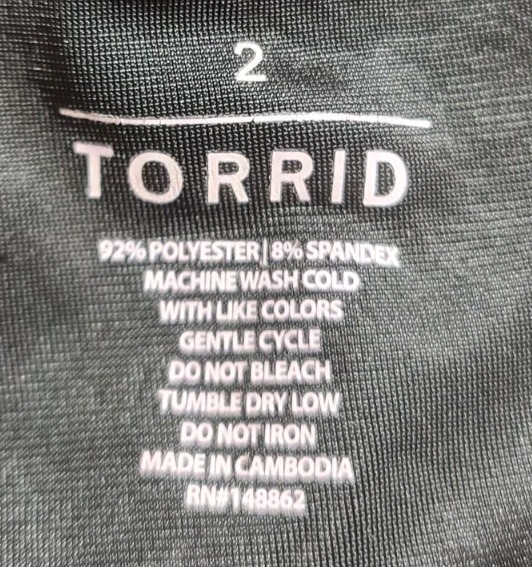 2
TORRID
92% POLYESTER | 8% SPANDEX
MACHINE WASH COLD
WITH LIKE COLORS
GENTLE CYCLE
DO NOT BLEACH
TUMBLE DRY LOW
DO NOT IRON
MADE IN CAMBODIA
RN#148862